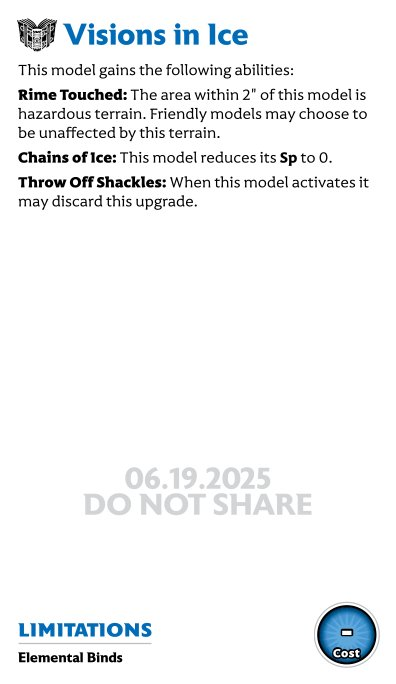 Visions in Ice
This model gains the following abilities:
Rime Touched: The area within 2" of this model is
hazardous terrain. Friendly models may choose to
be unaffected by this terrain.
Chains of Ice: This model reduces its Sp to 0.
Throw Off Shackles: When this model activates it
may discard this upgrade.
06.19.2025
DO NOT SHARE
LIMITATIONS
Elemental Binds
-
Cost